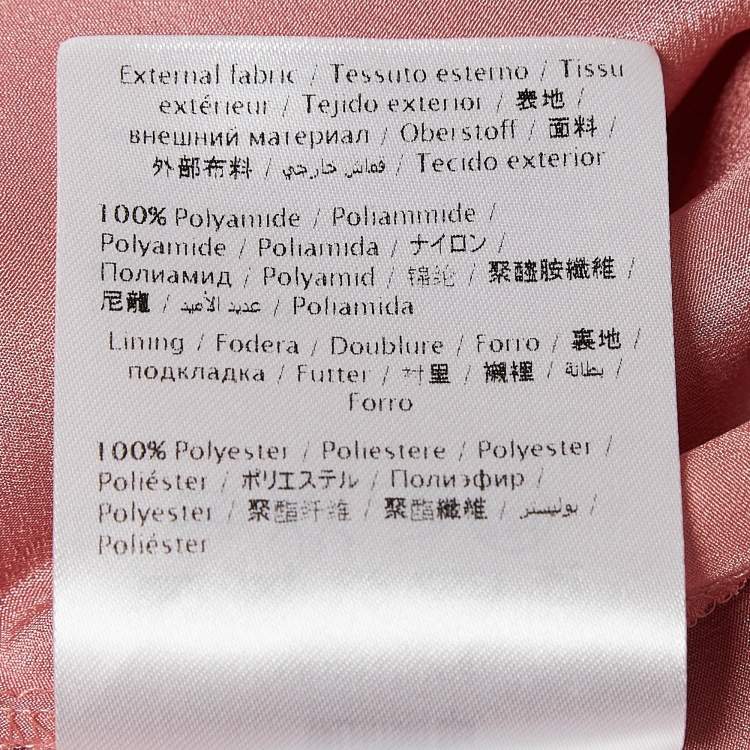 External fabric / Tessuto esterno / Tissu
extérieur / Tejido exterior / 表地 /
внешний материал / Oberstoff / 面料 /
外部布料 / قماش خارجي / Tecido exterior
100% Polyamide / Poliammide /
Polyamide / Poliamida / ナイロン /
Полиамид / Polyamid / 锦纶 / 聚醯胺纖維 /
尼龍 / عديد الأميد / Poliamida
Lining / Fodera / Doublure / Forro / 裏地 /
подкладка / Futter / 衬里 / 襯裡 / بطانة /
Forro
100% Polyester / Poliestere / Polyester /
Poliéster / ポリエステル / Полиэфир /
Polyester / 聚酯纤维 / 聚酯纖維 / بوليستر /
Poliéster